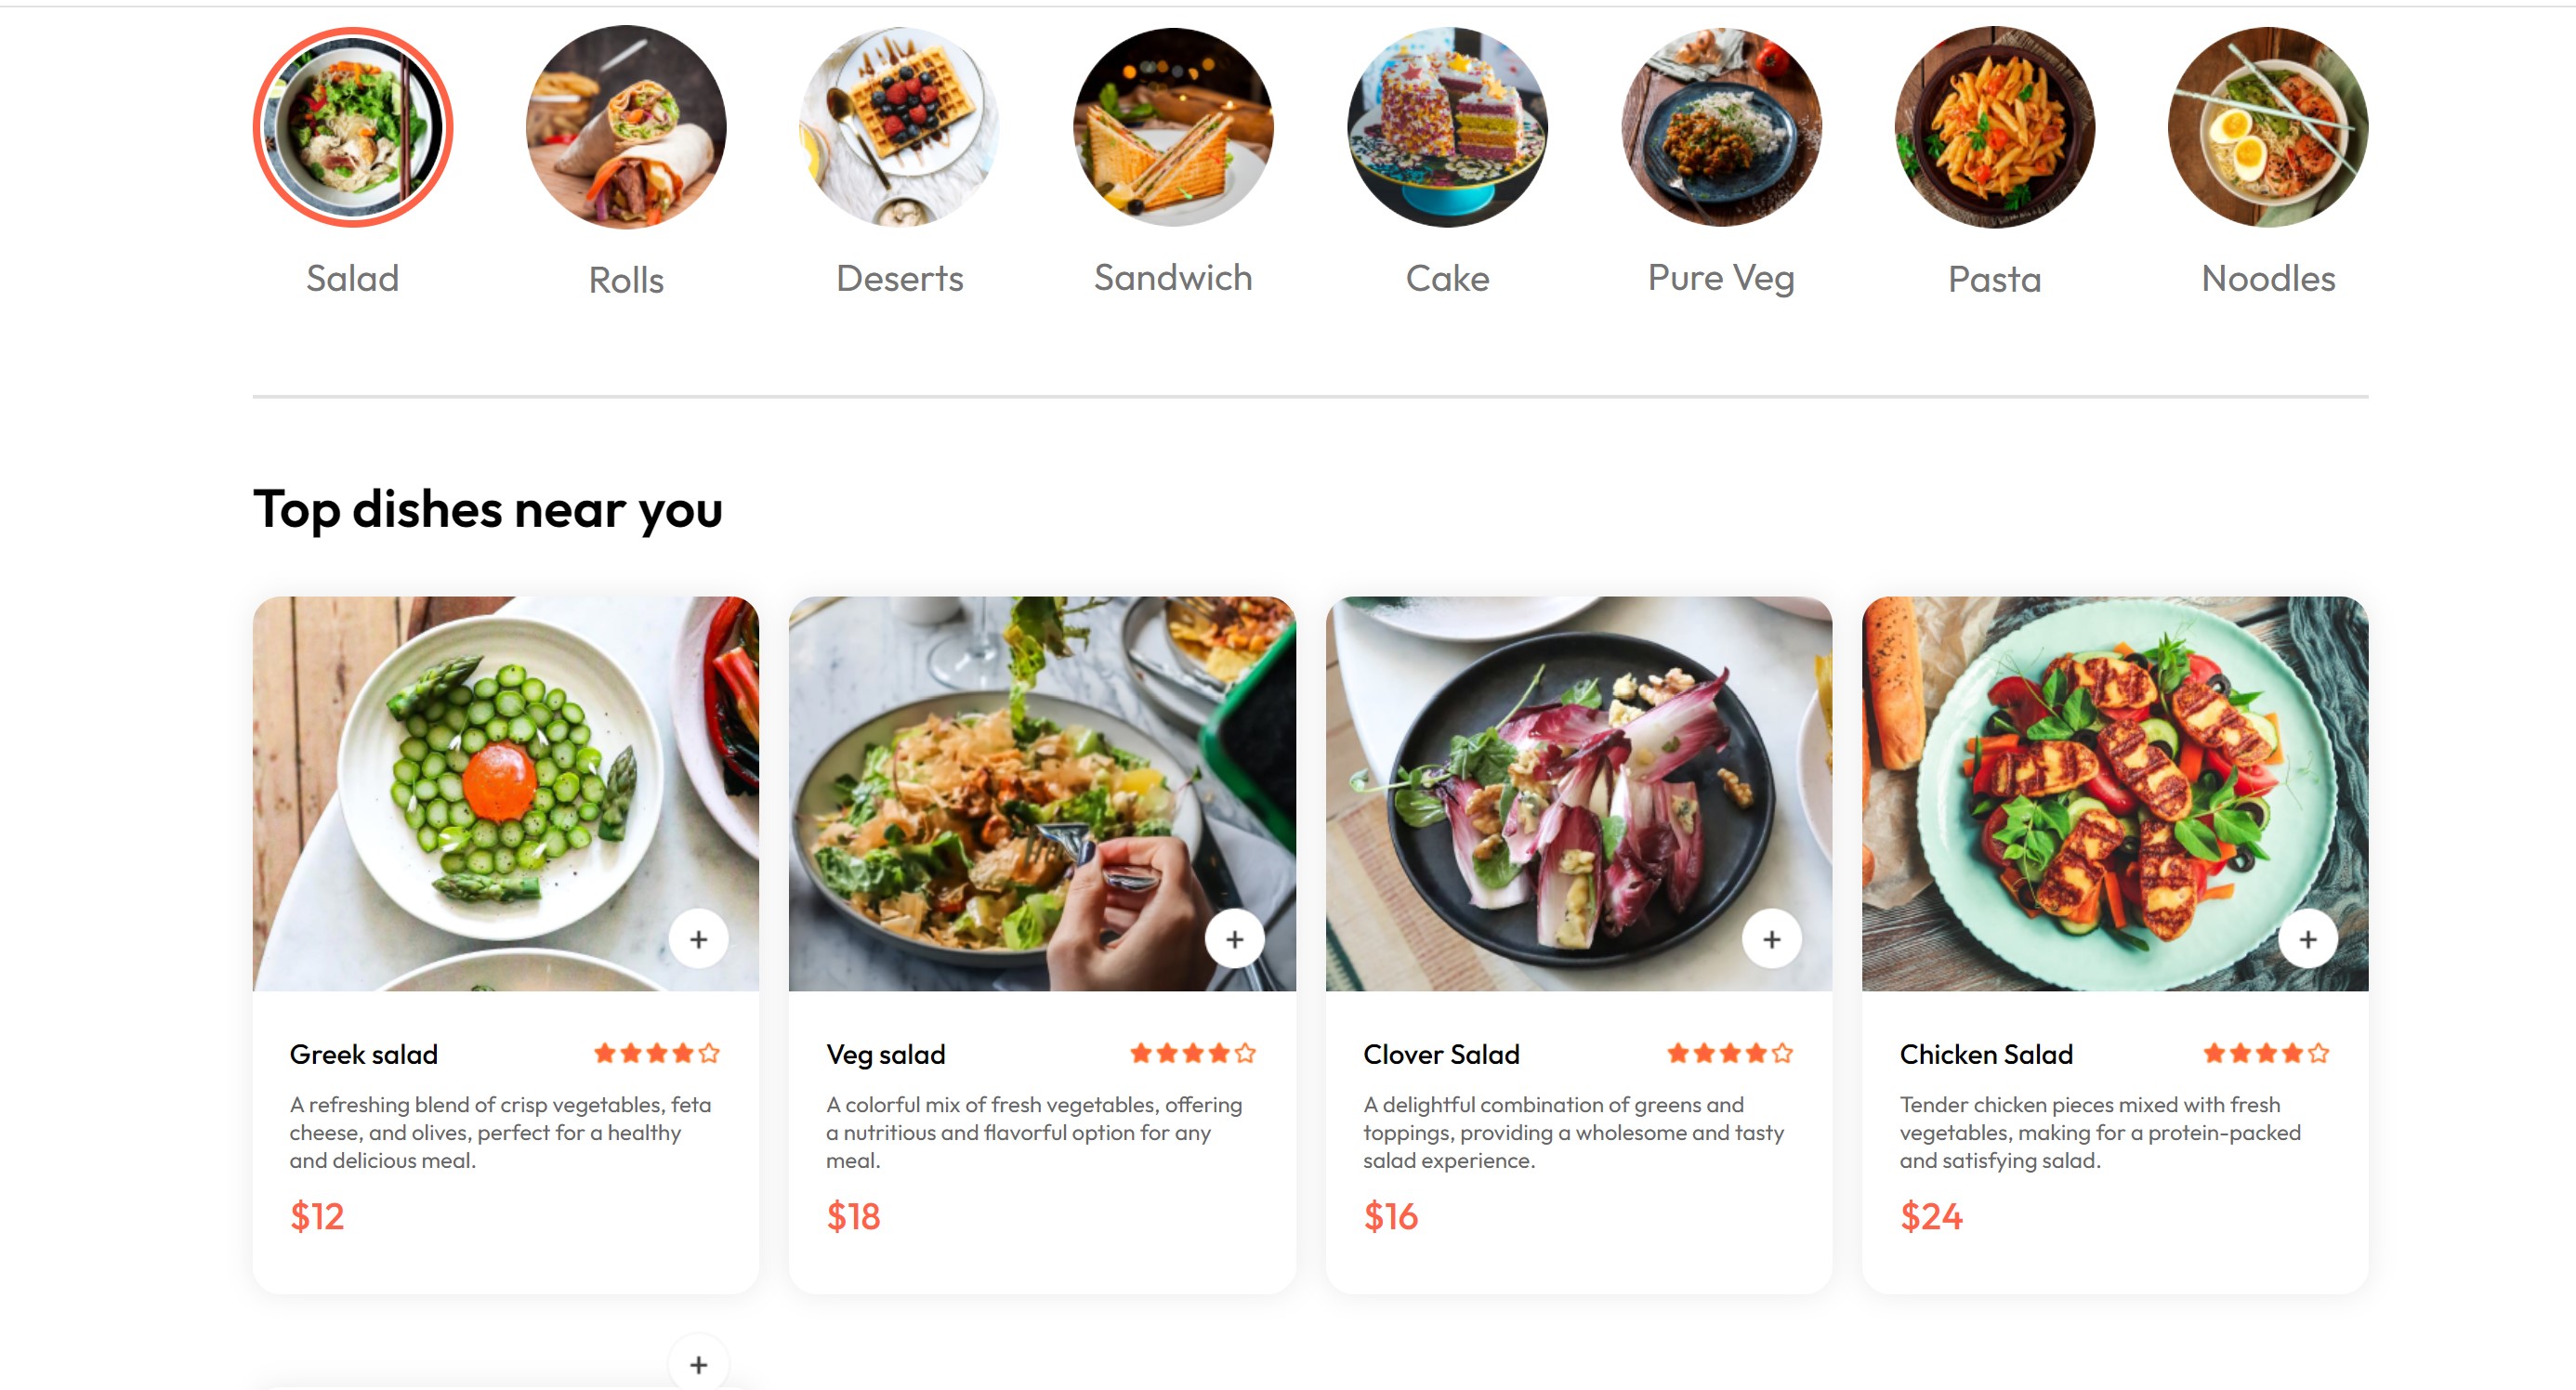 Salad
Rolls
Deserts
Sandwich
Cake
Pure Veg
Pasta
Noodles
Top dishes near you
Greek salad
A refreshing blend of crisp vegetables, feta
cheese, and olives, perfect for a healthy
and delicious meal.
$12
Veg salad
A colorful mix of fresh vegetables, offering
a nutritious and flavorful option for any
meal.
$18
Clover Salad
A delightful combination of greens and
toppings, providing a wholesome and tasty
salad experience.
$16
Chicken Salad
Tender chicken pieces mixed with fresh
vegetables, making for a protein-packed
and satisfying salad.
$24